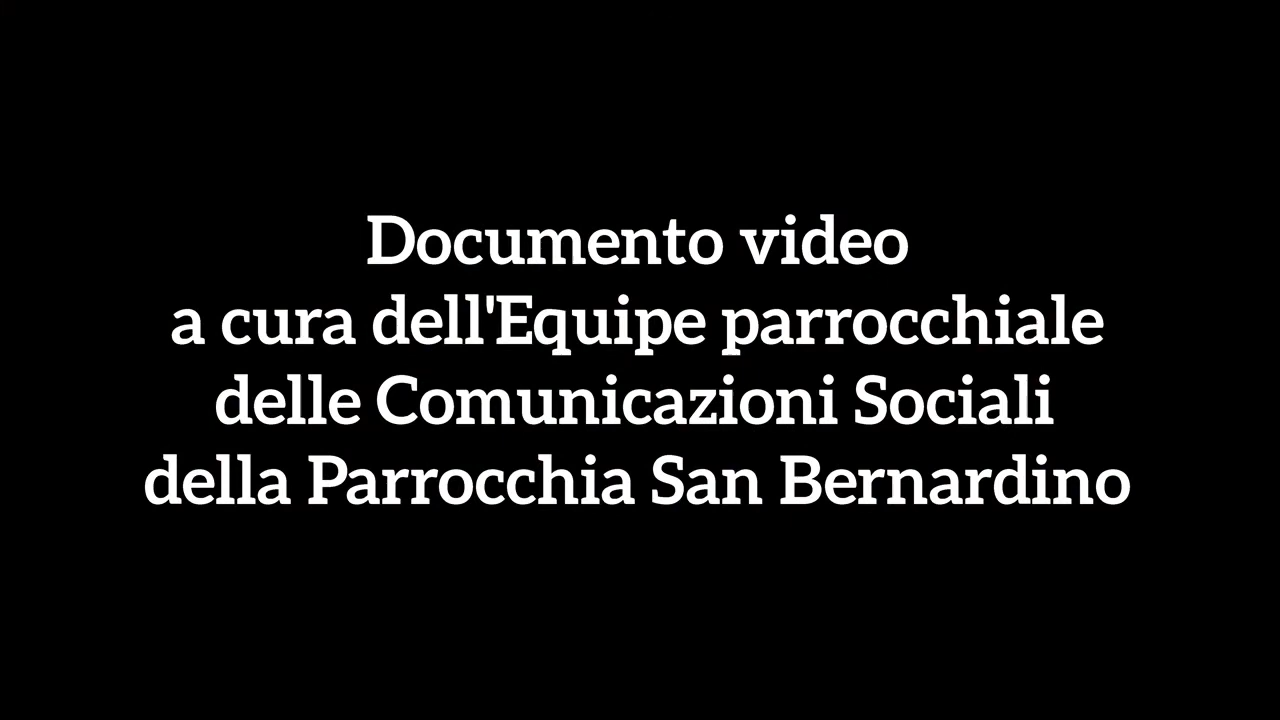 Documento video
a cura dell'Equipe parrocchiale
delle Comunicazioni Sociali
della Parrocchia San Bernardino